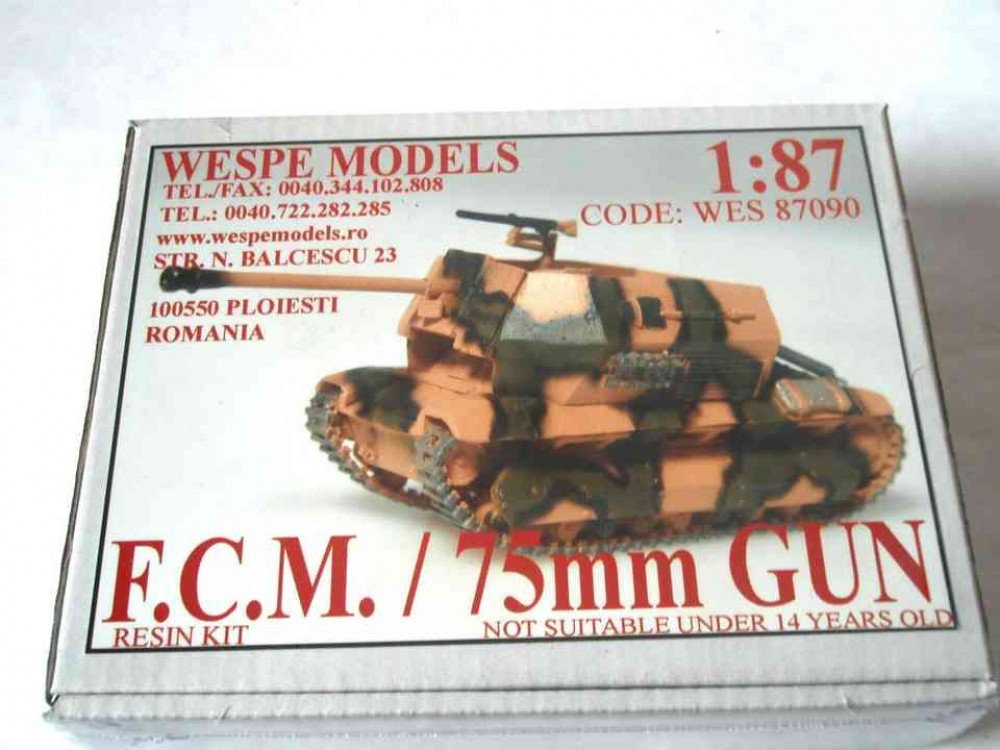 WESPE MODELS
TEL./FAX: 0040.344.102.808
TEL.: 0040.722.282.285
www.wespemodels.ro
STR. N. BALCESCU 23
100550 PLOIESTI
ROMANIA
1:87
CODE: WES 87090
F.C.M. / 75mm GUN
RESIN KIT
NOT SUITABLE UNDER 14 YEARS OLD